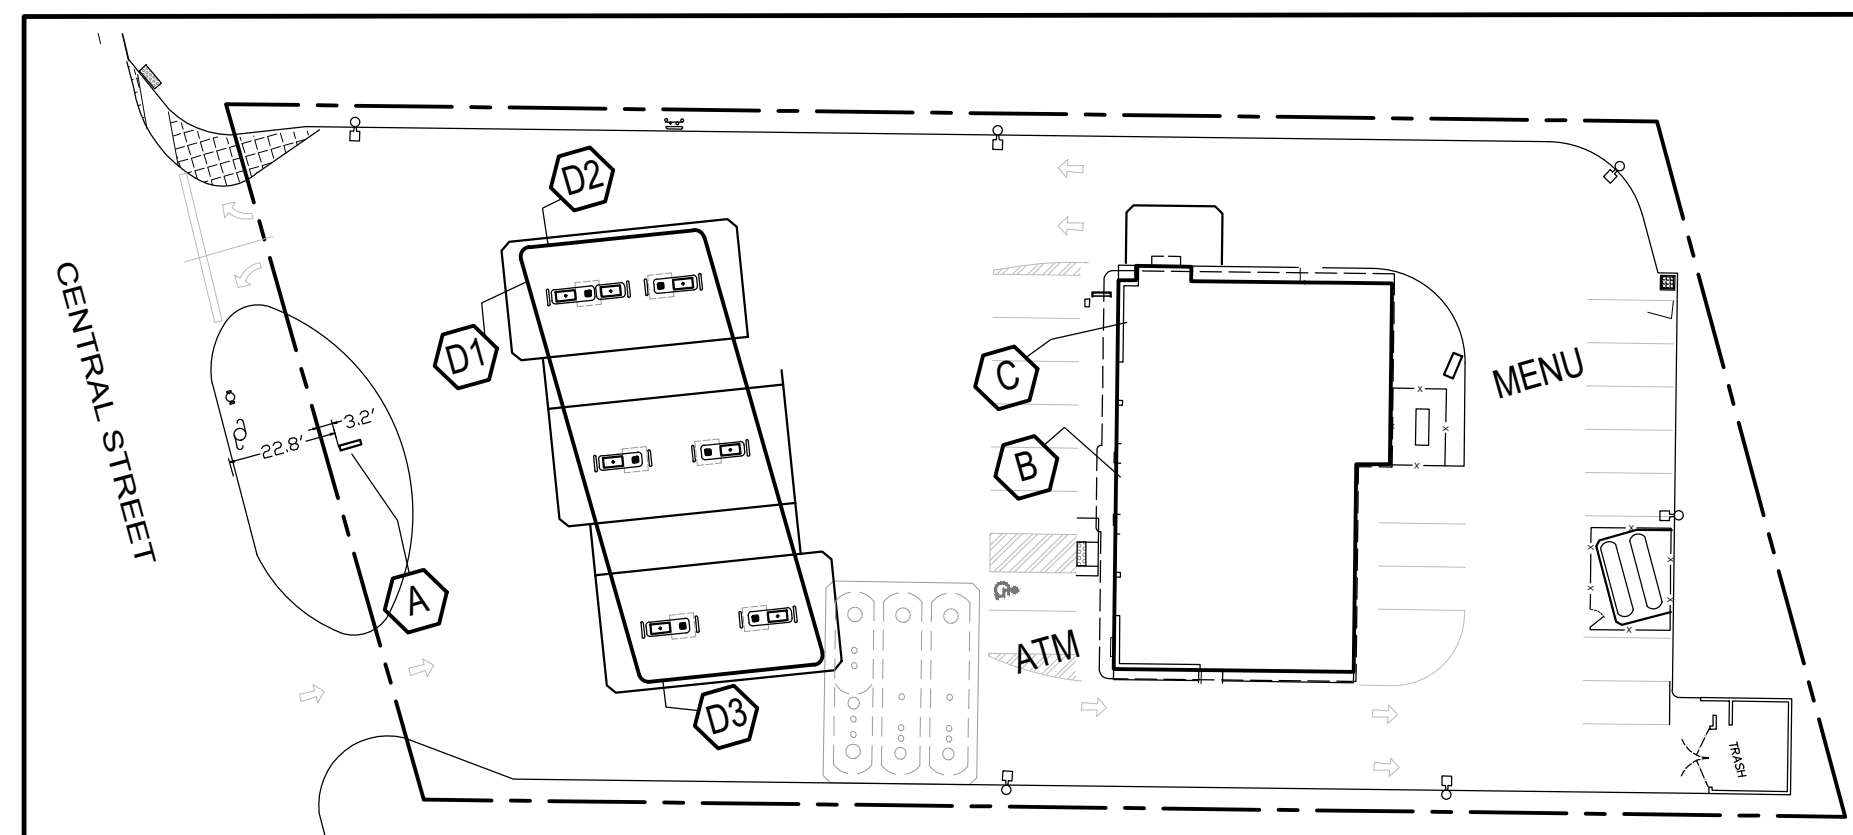 D2
CENTRAL STREET
D1
C
MENU
3.2'
22.8'
B
A
ATM
D3
TRASH